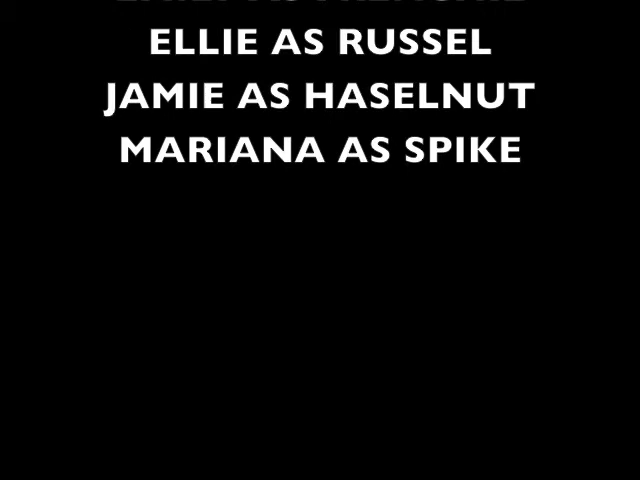 ELLIE AS RUSSEL
JAMIE AS HASELNUT
MARIANA AS SPIKE